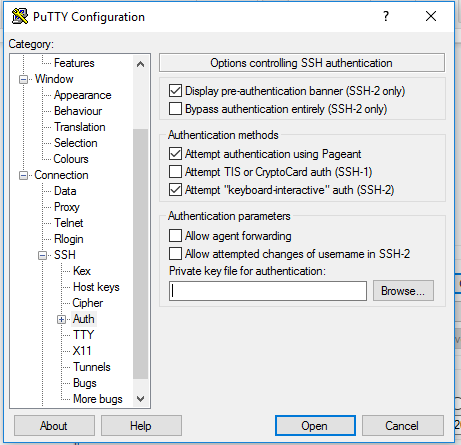 PuTTY Configuration
Category:
Features
Window
Appearance
Behaviour
Translation
Selection
Colours
Connection
Data
Proxy
Telnet
Rlogin
SSH
Kex
Host keys
Cipher
Auth
TTY
X11
Tunnels
Bugs
More bugs
Options controlling SSH authentication
Display pre-authentication banner (SSH-2 only)
Bypass authentication entirely (SSH-2 only)
Authentication methods
Attempt authentication using Pageant
Attempt TIS or CryptoCard auth (SSH-1)
Attempt "keyboard-interactive" auth (SSH-2)
Authentication parameters
Allow agent forwarding
Allow attempted changes of username in SSH-2
Private key file for authentication:
Browse...
About
Help
Open
Cancel